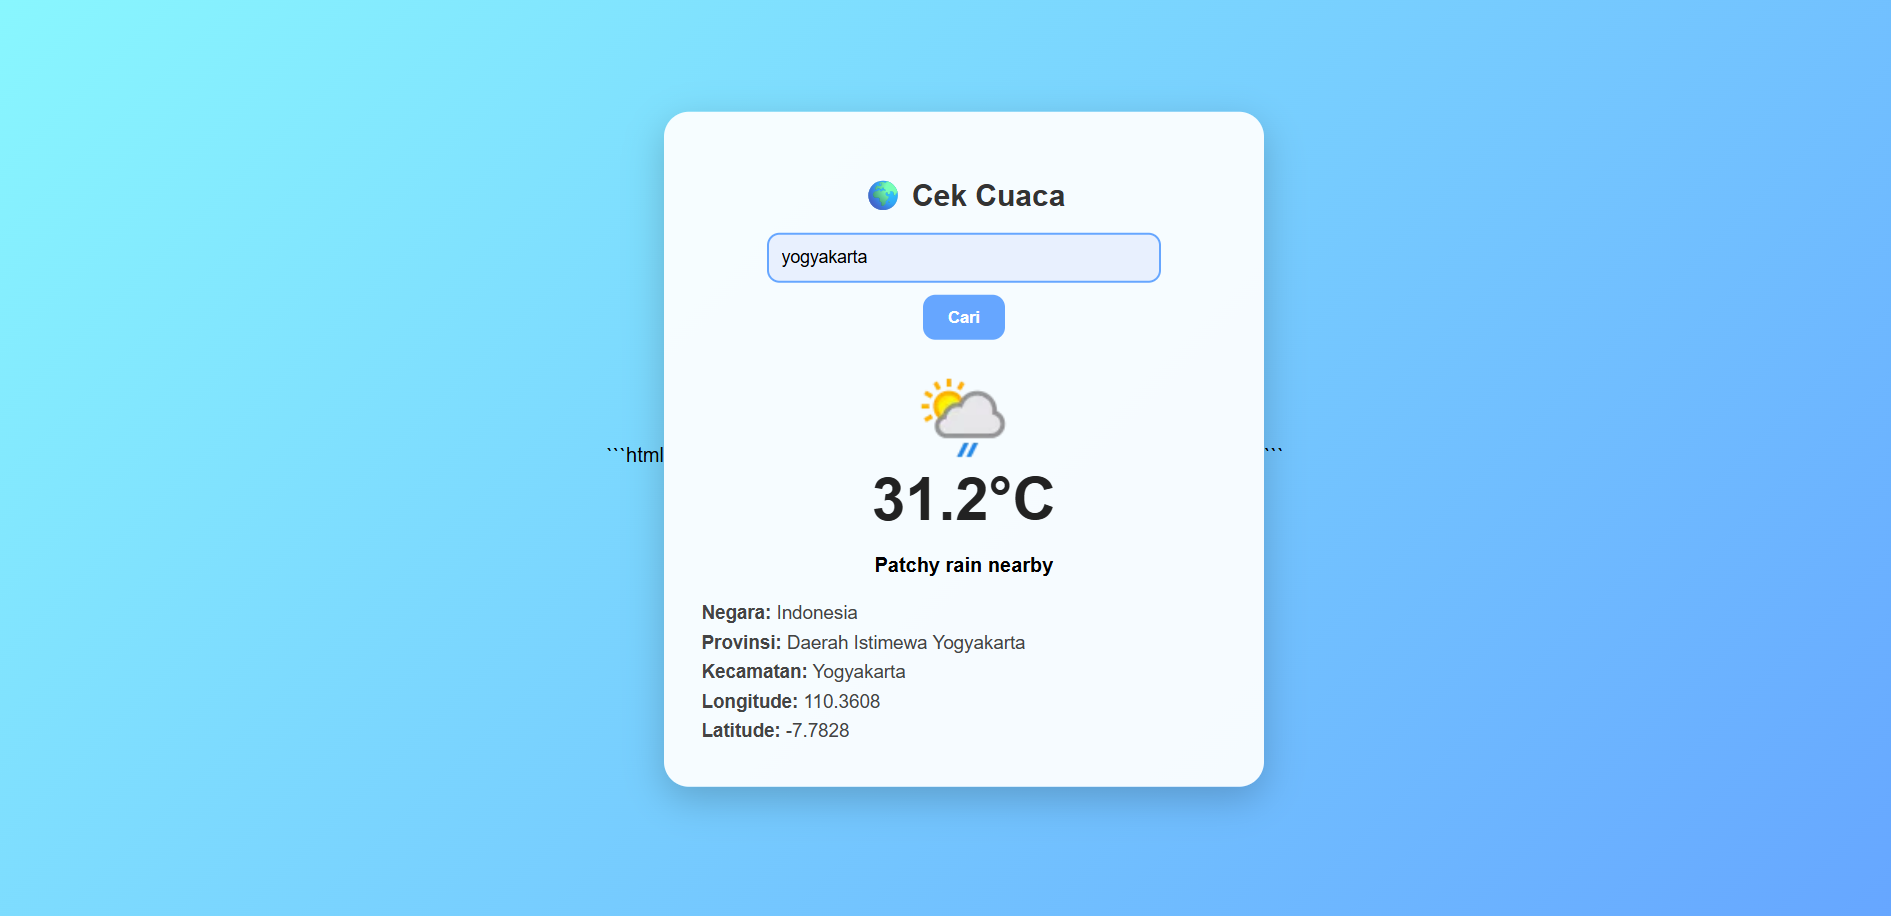 Cek Cuaca
yogyakarta
Cari
```html
```
31.2°C
Patchy rain nearby
Negara: Indonesia
Provinsi: Daerah Istimewa Yogyakarta
Kecamatan: Yogyakarta
Longitude: 110.3608
Latitude: -7.7828